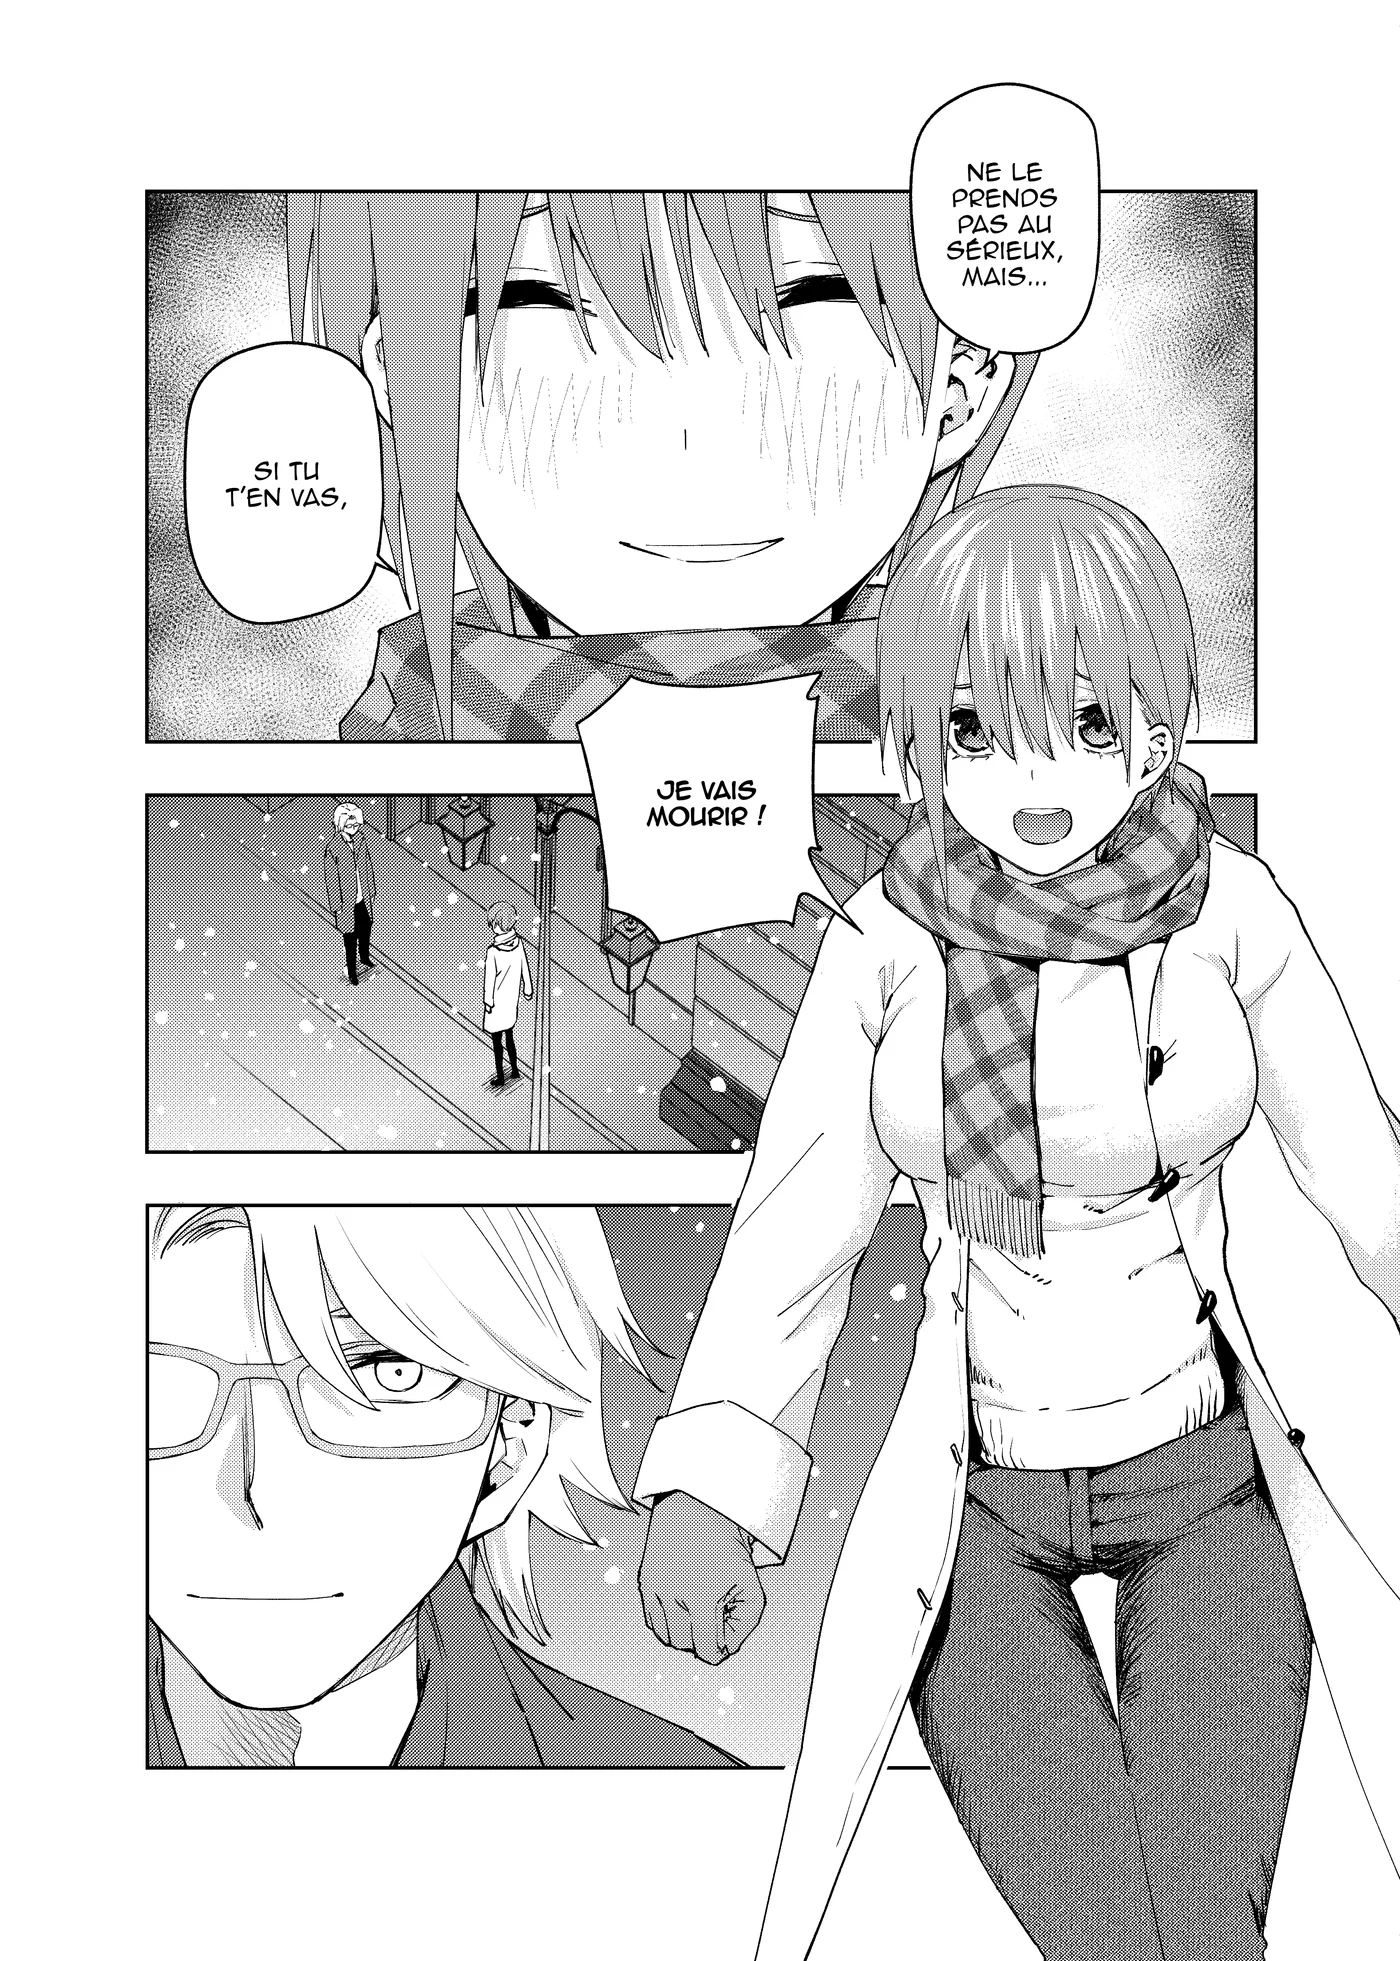 NE LE
PRENDS
PAS AU
SÉRIEUX,
MAIS...
SI TU
T'EN VAS,
JE VAIS
MOURIR !